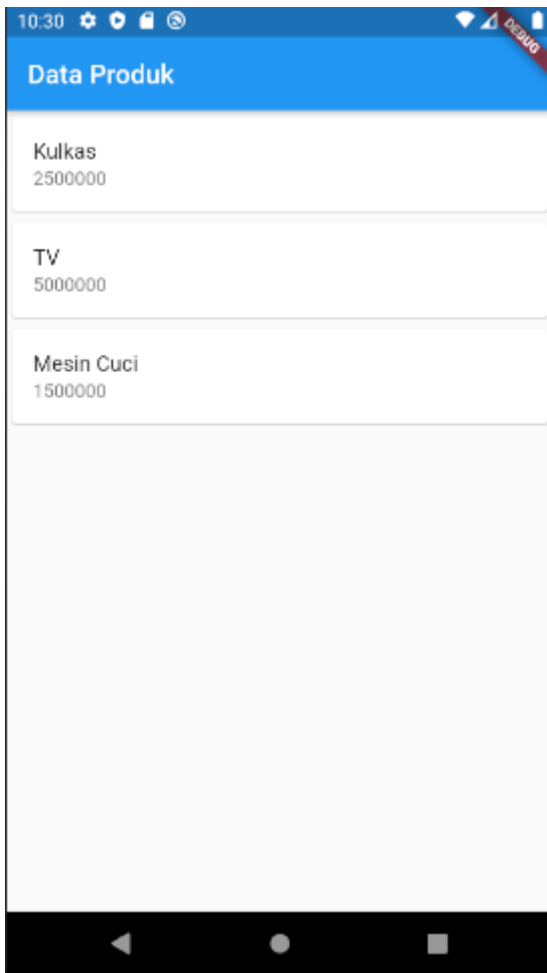 10:30
DEBUG
Data Produk
Kulkas
2500000
TV
5000000
Mesin Cuci
1500000